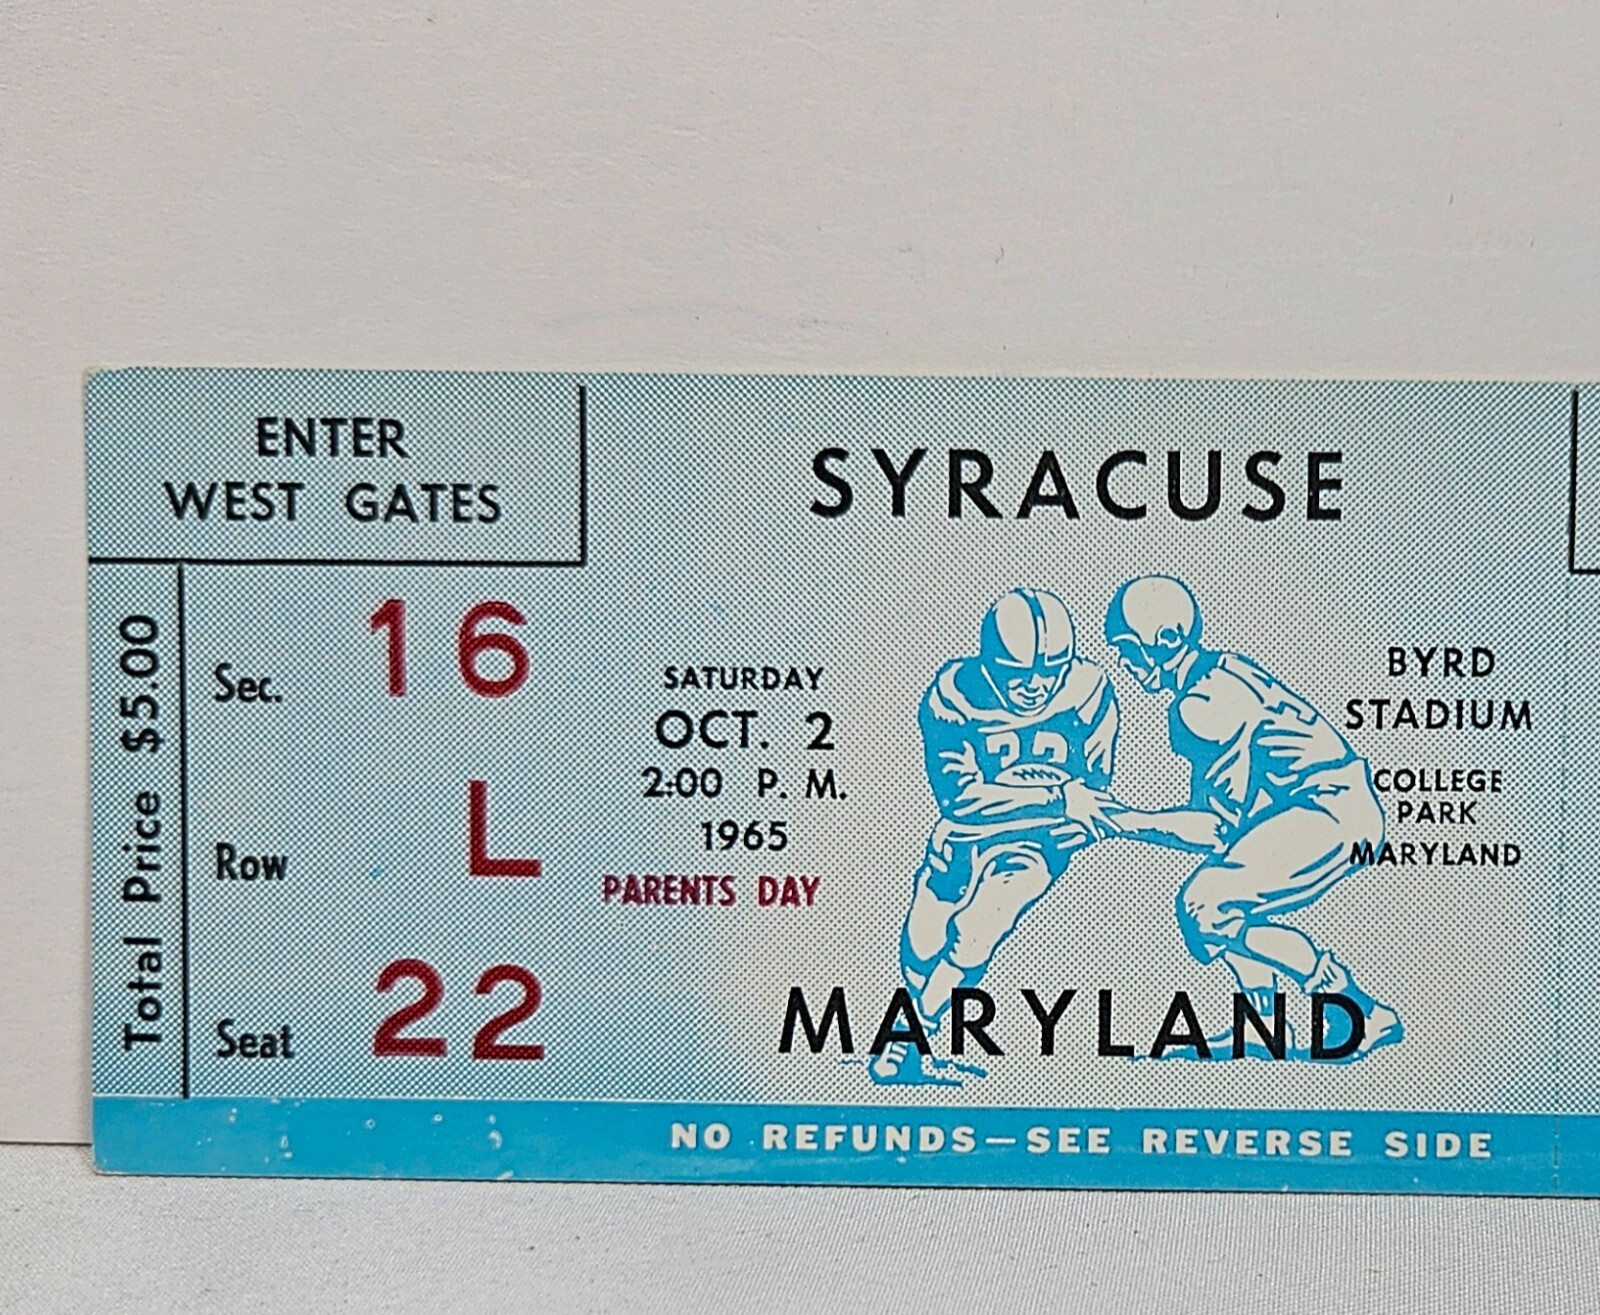 ENTER
WEST GATES
Total Price $5.00
Sec. 16
Row L
Seat 22
SYRACUSE
SATURDAY
OCT. 2
2:00 P. M.
1965
PARENTS DAY
BYRD
STADIUM
COLLEGE
PARK
MARYLAND
MARYLAND
NO REFUNDS—SEE REVERSE SIDE